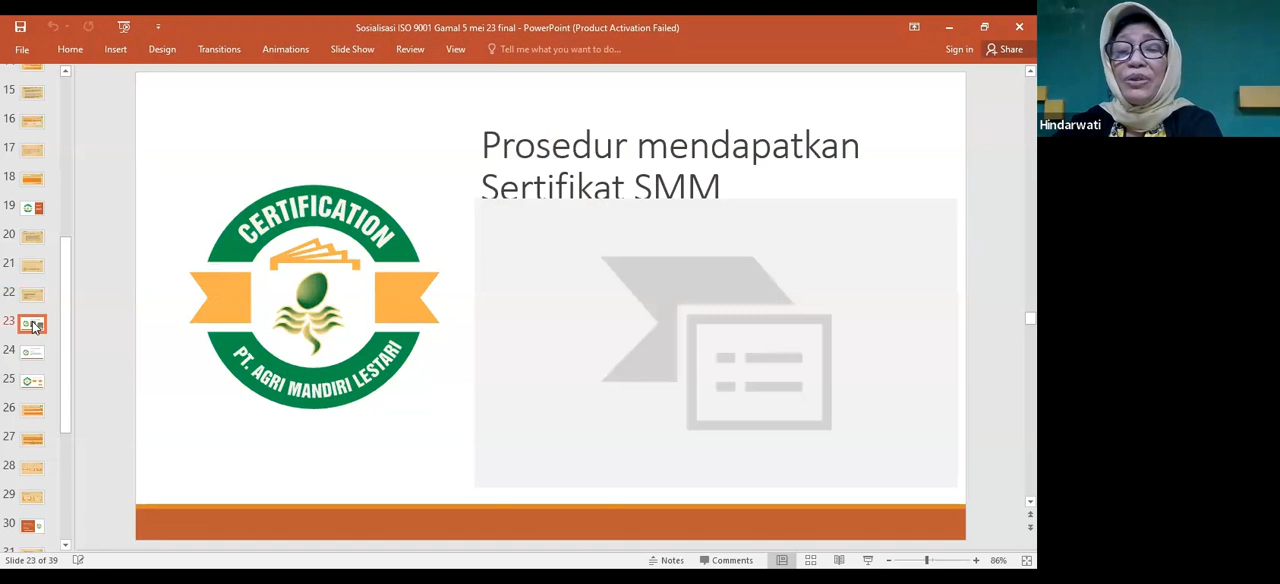 Sosialisasi ISO 9001 Gamal 5 mei 23 final - PowerPoint (Product Activation Failed)
File Home Insert Design Transitions Animations Slide Show Review View Tell me what you want to do... Sign in Share
Hindarwati
15
16
17
18
19
20
21
22
23
24
25
26
27
28
29
30
Prosedur mendapatkan
Sertifikat SMM
CERTIFICATION
PT. AGRI MANDIRI LESTARI
Slide 23 of 39 Notes Comments 86%